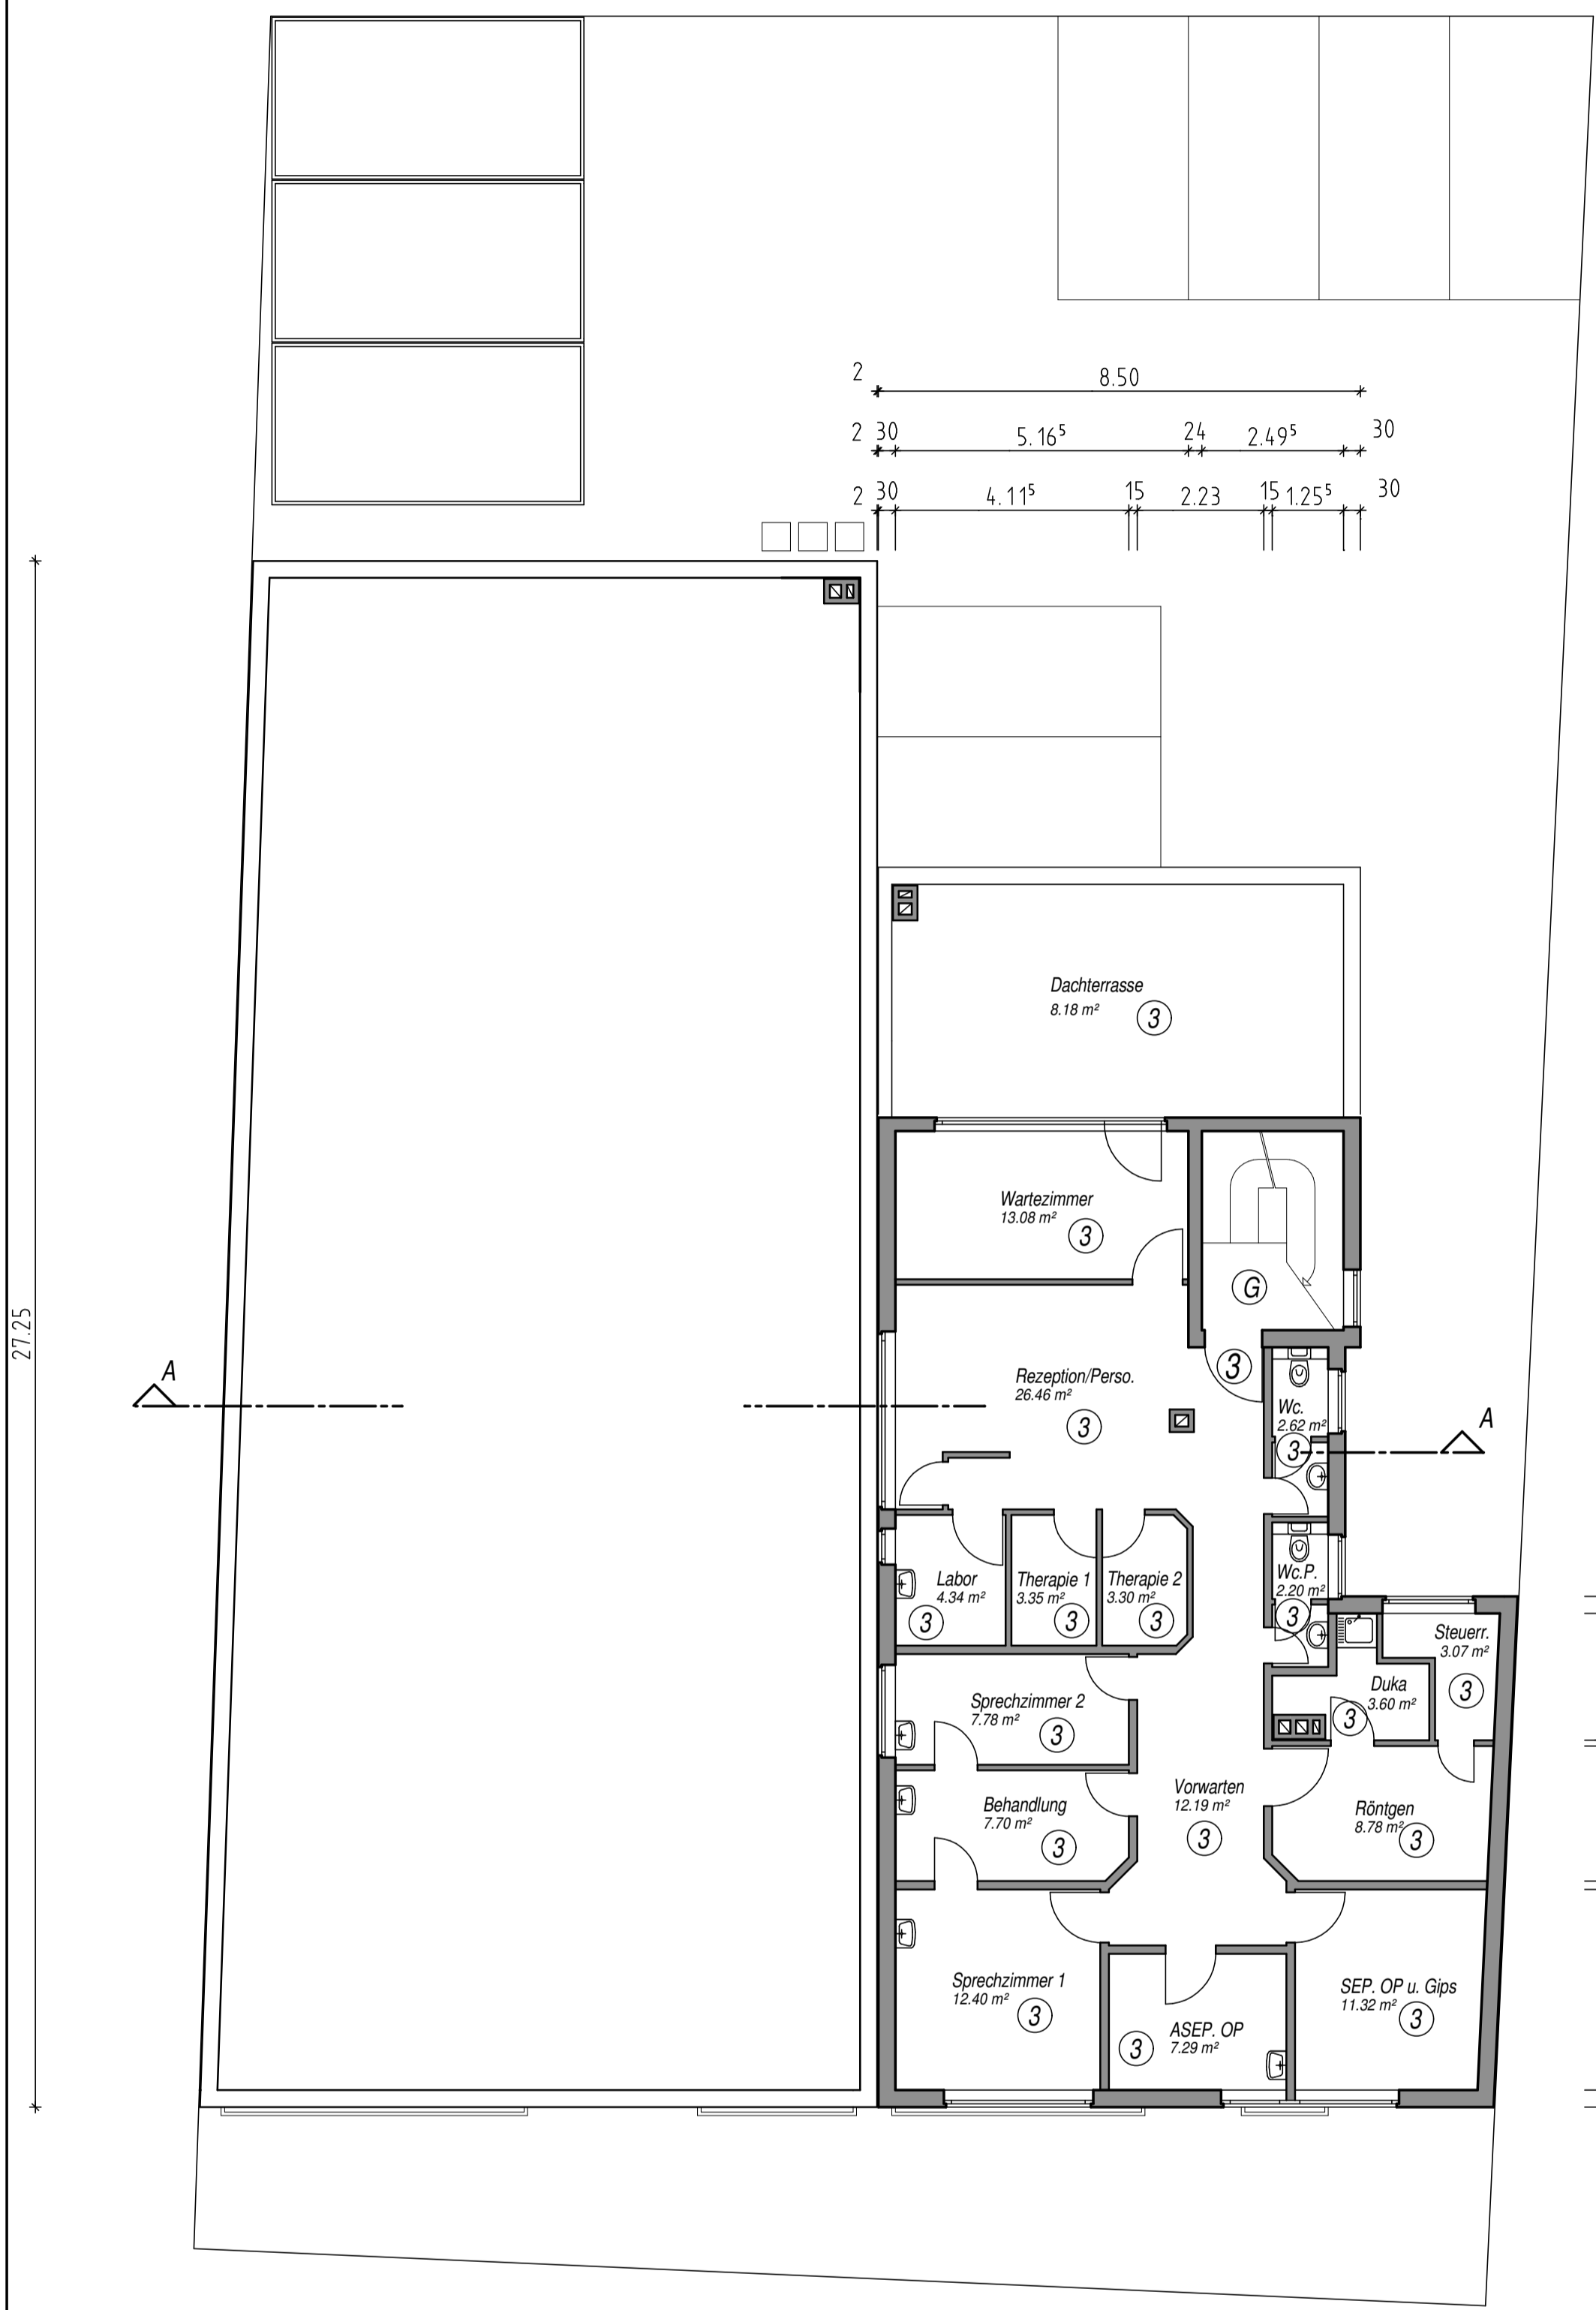 2 8.50
2 30 5.16⁵ 24 2.49⁵ 30
2 30 4.11⁵ 15 2.23 15 1.25⁵ 30
27.25
Dachterrasse
8.18 m²
3
Wartezimmer
13.08 m²
3
G
3
Rezeption/Perso.
26.46 m²
3
A
A
Wc.
2.62 m²
3
Labor
4.34 m²
3
Therapie 1
3.35 m²
3
Therapie 2
3.30 m²
3
Wc.P.
2.20 m²
3
Steuerr.
3.07 m²
3
Duka
3.60 m²
3
Sprechzimmer 2
7.78 m²
3
Behandlung
7.70 m²
3
Vorwarten
12.19 m²
3
Röntgen
8.78 m²
3
Sprechzimmer 1
12.40 m²
3
ASEP. OP
7.29 m²
3
SEP. OP u. Gips
11.32 m²
3